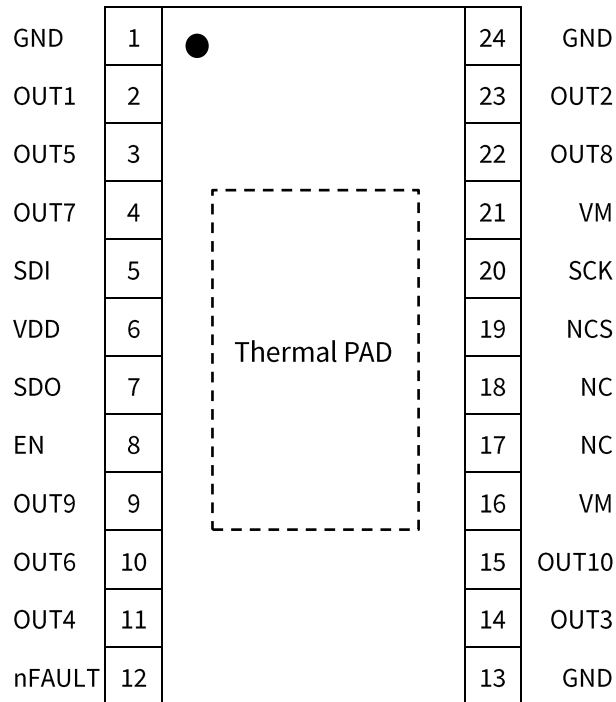 GND 1 24 GND
OUT1 2 23 OUT2
OUT5 3 22 OUT8
OUT7 4 21 VM
SDI 5 20 SCK
VDD 6 19 NCS
Thermal PAD
SDO 7 18 NC
EN 8 17 NC
OUT9 9 16 VM
OUT6 10 15 OUT10
OUT4 11 14 OUT3
nFAULT 12 13 GND